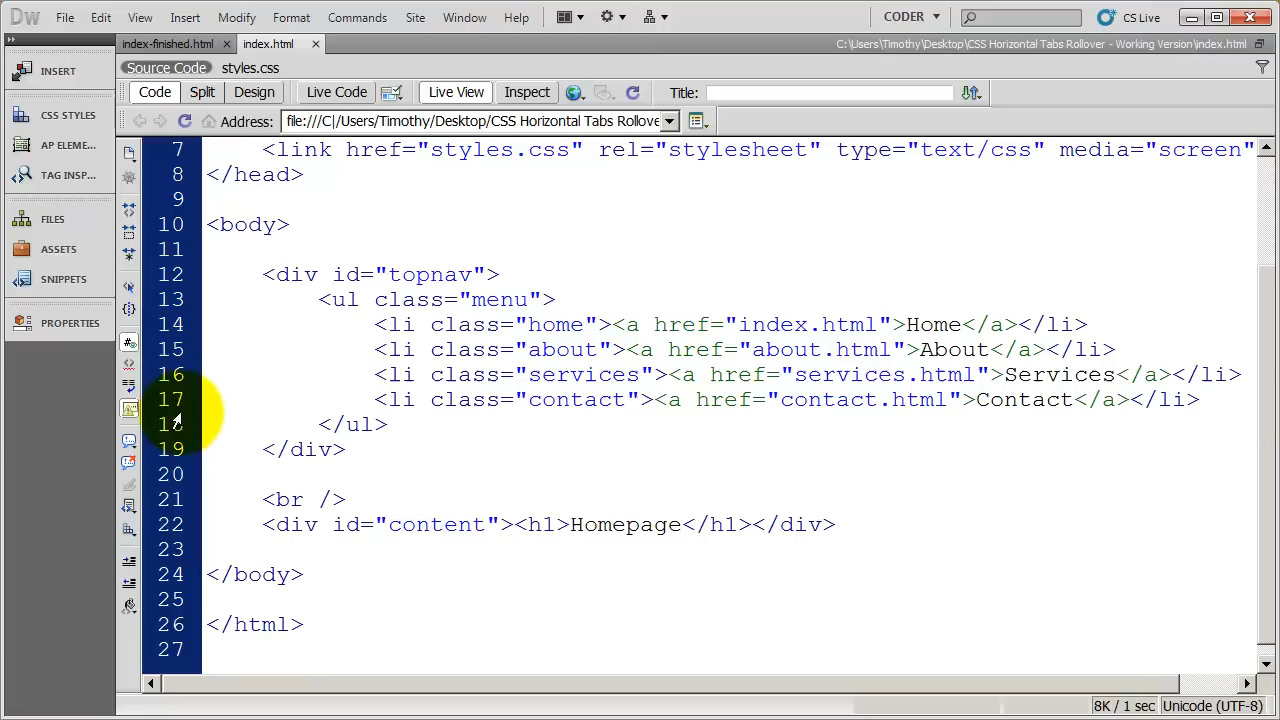 Dw File Edit View Insert Modify Format Commands Site Window Help CODER CS Live
index-finished.html index.html C:\Users\Timothy\Desktop\CSS Horizontal Tabs Rollover - Working Version\index.html
Source Code styles.css
Code Split Design Live Code Live View Inspect Title:
Address: file:///C|/Users/Timothy/Desktop/CSS Horizontal Tabs Rollove
INSERT
CSS STYLES
AP ELEME...
TAG INSP...
FILES
ASSETS
SNIPPETS
PROPERTIES
7 <link href="styles.css" rel="stylesheet" type="text/css" media="screen"
8 </head>
9
10 <body>
11
12 <div id="topnav">
13 <ul class="menu">
14 <li class="home"><a href="index.html">Home</a></li>
15 <li class="about"><a href="about.html">About</a></li>
16 <li class="services"><a href="services.html">Services</a></li>
17 <li class="contact"><a href="contact.html">Contact</a></li>
18 </ul>
19 </div>
20
21 <br />
22 <div id="content"><h1>Homepage</h1></div>
23
24 </body>
25
26 </html>
27
8K / 1 sec Unicode (UTF-8)